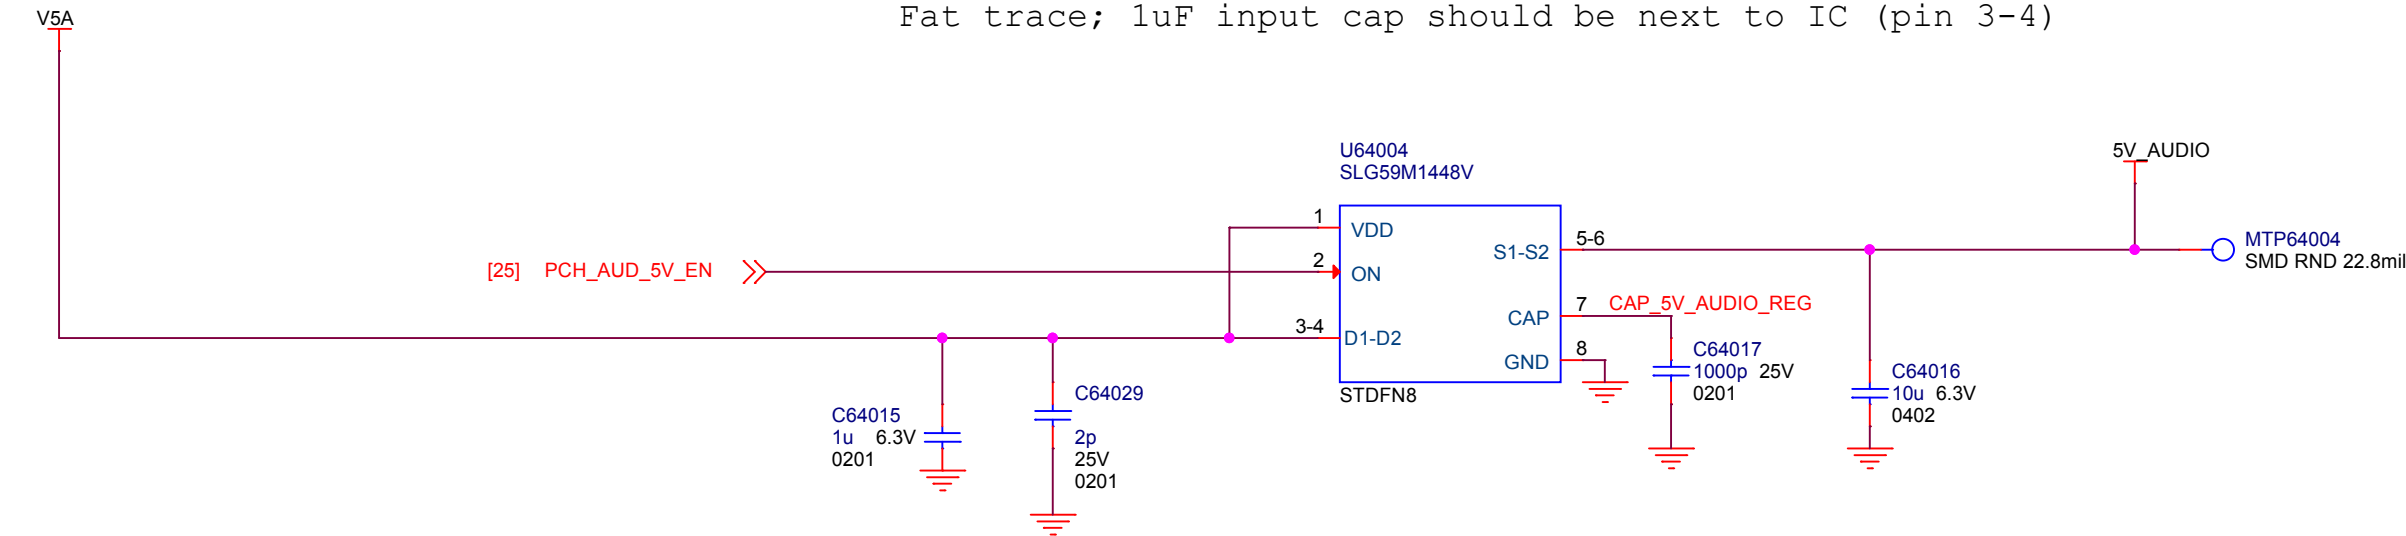 V5A
Fat trace; 1uF input cap should be next to IC (pin 3-4)
U64004
SLG59M1448V
5V_AUDIO
1
VDD
5-6
S1-S2
MTP64004
SMD RND 22.8mil
[25] PCH_AUD_5V_EN
2
ON
7
CAP_5V_AUDIO_REG
CAP
3-4
D1-D2
8
GND
C64017
1000p 25V
0201
C64016
10u 6.3V
0402
STDFN8
C64015
1u 6.3V
0201
C64029
2p
25V
0201